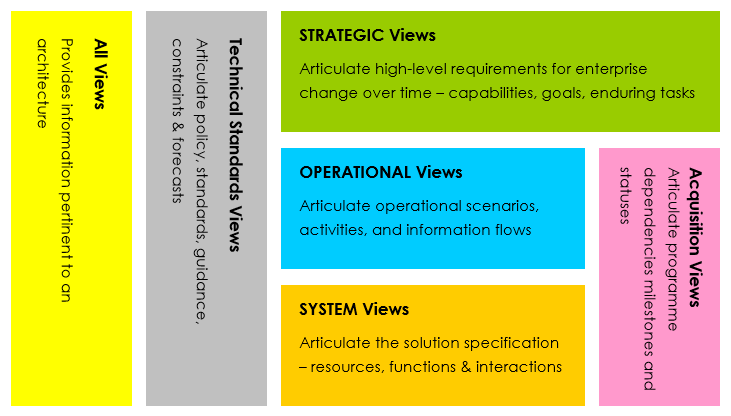 All Views
Provides information pertinent to an
architecture
Technical Standards Views
Articulate policy, standards, guidance,
constraints & forecasts
STRATEGIC Views
Articulate high-level requirements for enterprise
change over time – capabilities, goals, enduring tasks
OPERATIONAL Views
Articulate operational scenarios,
activities, and information flows
SYSTEM Views
Articulate the solution specification
– resources, functions & interactions
Acquisition Views
Articulate programme
dependencies milestones and
statuses